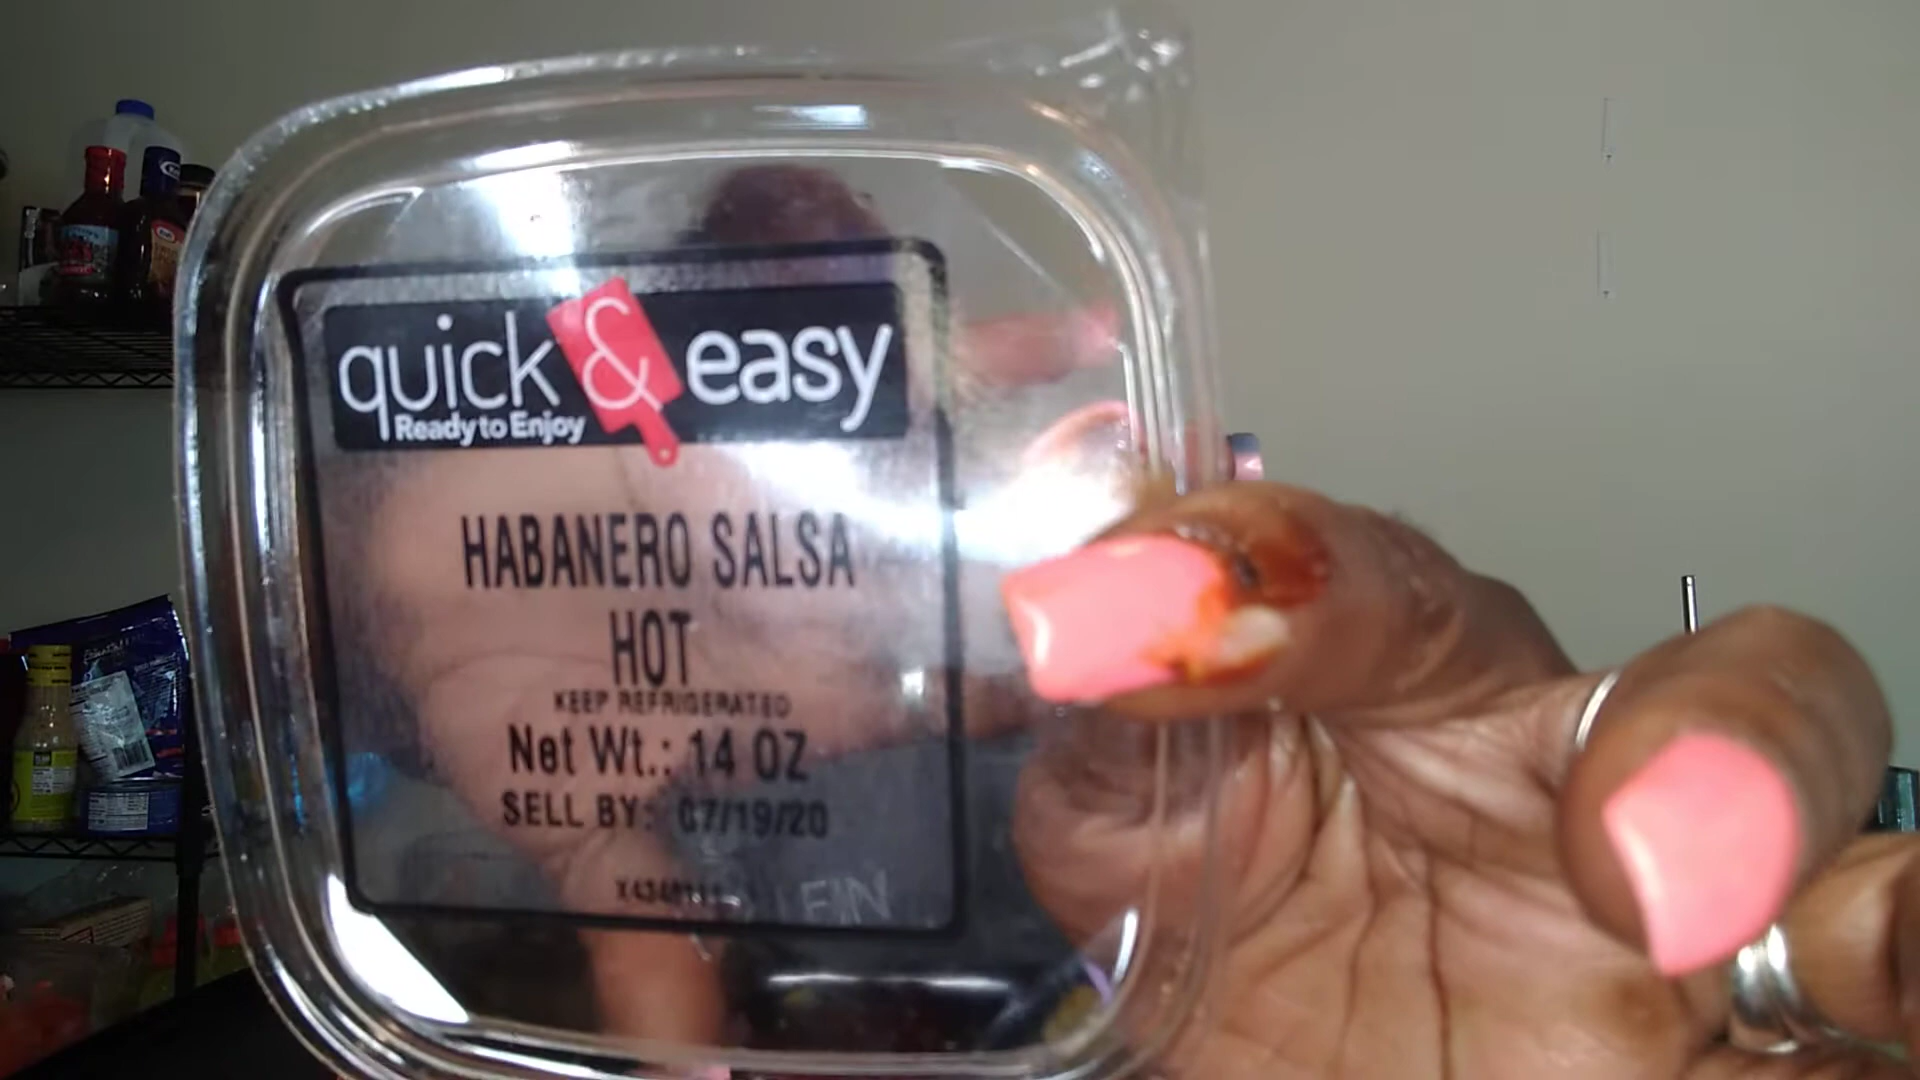 quick & easy
Ready to Enjoy
HABANERO SALSA
HOT
KEEP REFRIGERATED
Net Wt.: 14 OZ
SELL BY: 07/19/20